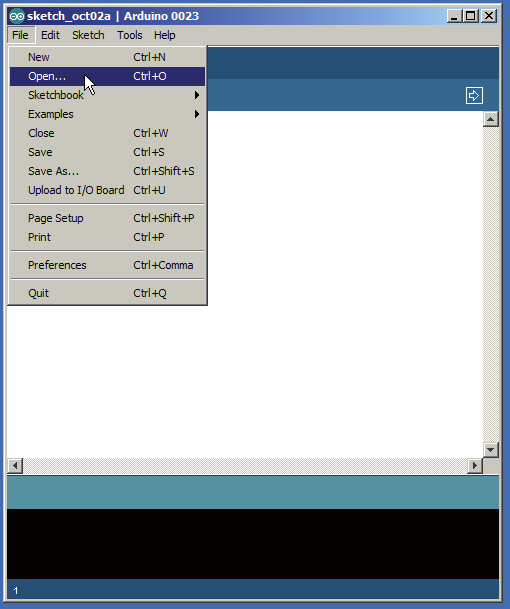 sketch_oct02a | Arduino 0023
File Edit Sketch Tools Help
New Ctrl+N
Open... Ctrl+O
Sketchbook
Examples
Close Ctrl+W
Save Ctrl+S
Save As... Ctrl+Shift+S
Upload to I/O Board Ctrl+U
Page Setup Ctrl+Shift+P
Print Ctrl+P
Preferences Ctrl+Comma
Quit Ctrl+Q
1